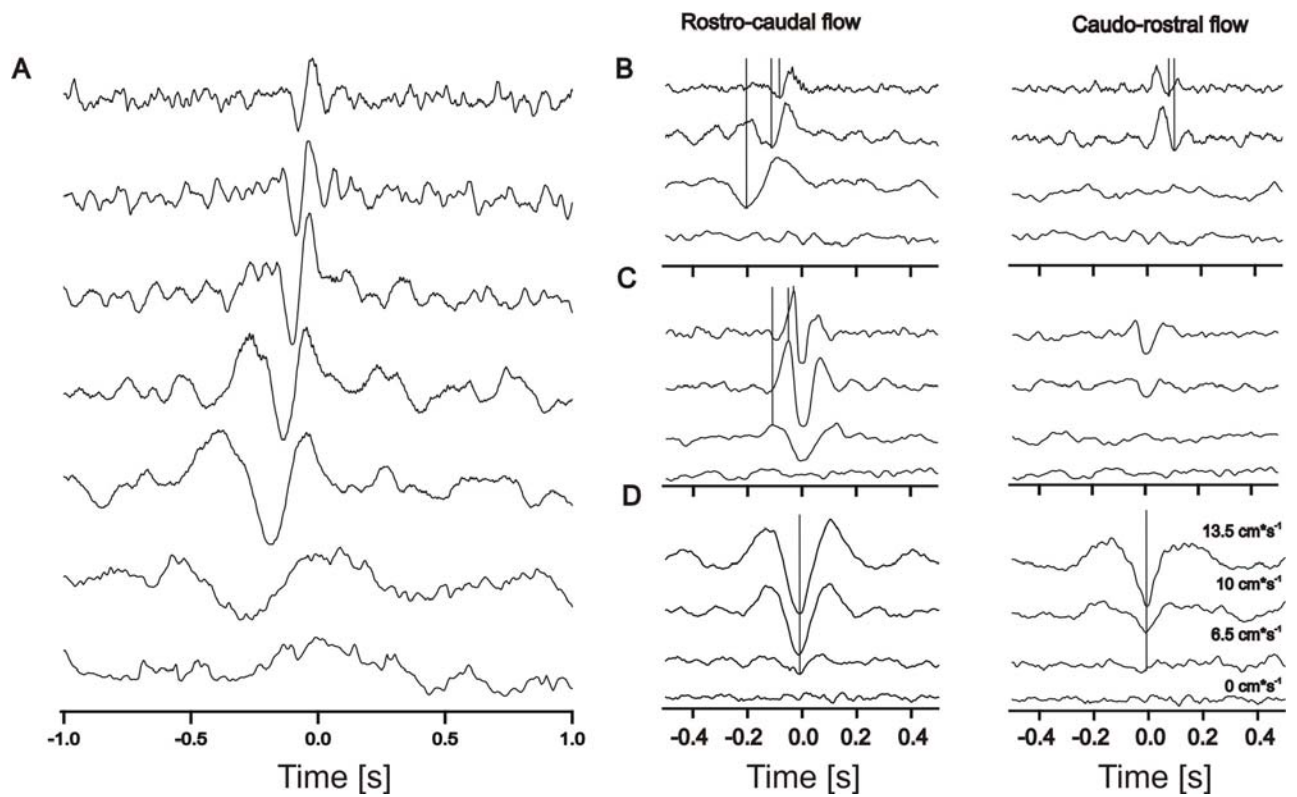 Rostro-caudal flow
Caudo-rostral flow
A
B
-0.4 -0.2 0.0 0.2 0.4
-0.4 -0.2 0.0 0.2 0.4
C
D
13.5 cm*s-1
10 cm*s-1
6.5 cm*s-1
0 cm*s-1
-1.0 -0.5 0.0 0.5 1.0
Time [s]
Time [s]
Time [s]